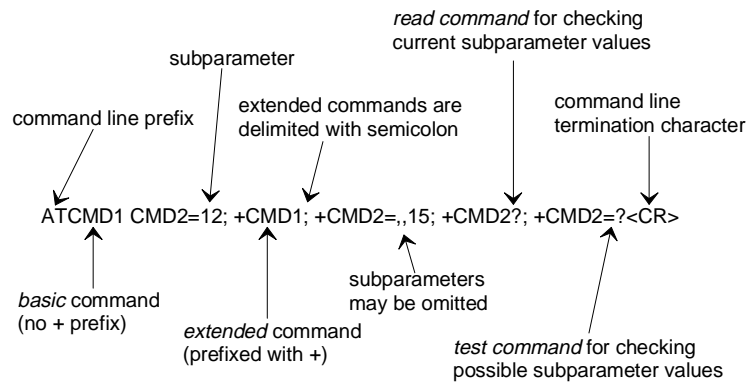 read command for checking
current subparameter values
subparameter
command line prefix
extended commands are
delimited with semicolon
command line
termination character
ATCMD1 CMD2=12; +CMD1; +CMD2=,,15; +CMD2?; +CMD2=?<CR>
basic command
(no + prefix)
extended command
(prefixed with +)
subparameters
may be omitted
test command for checking
possible subparameter values